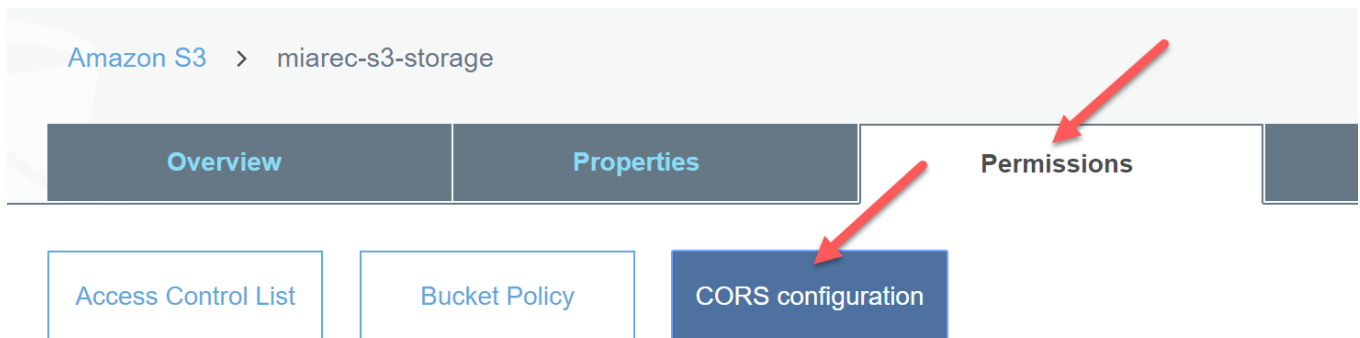 Amazon S3 > miarec-s3-storage
Overview Properties Permissions
Access Control List Bucket Policy CORS configuration